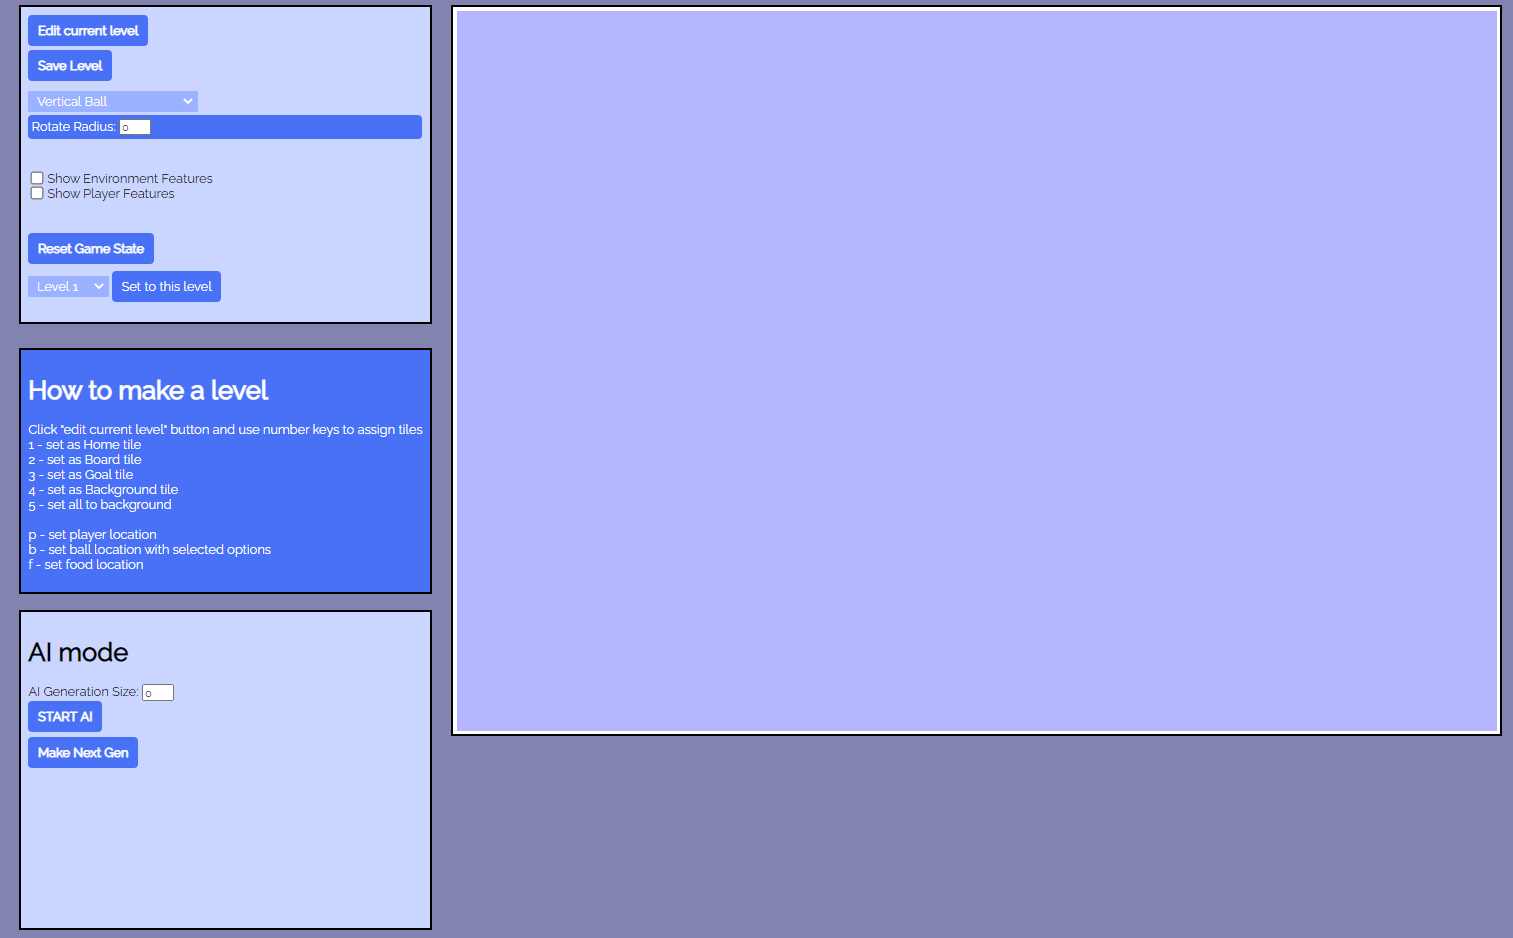 Edit current level
Save Level
Vertical Ball
Rotate Radius: 0
Show Environment Features
Show Player Features
Reset Game State
Level 1 Set to this level
How to make a level
Click "edit current level" button and use number keys to assign tiles
1 - set as Home tile
2 - set as Board tile
3 - set as Goal tile
4 - set as Background tile
5 - set all to background
p - set player location
b - set ball location with selected options
f - set food location
AI mode
AI Generation Size: 0
START AI
Make Next Gen